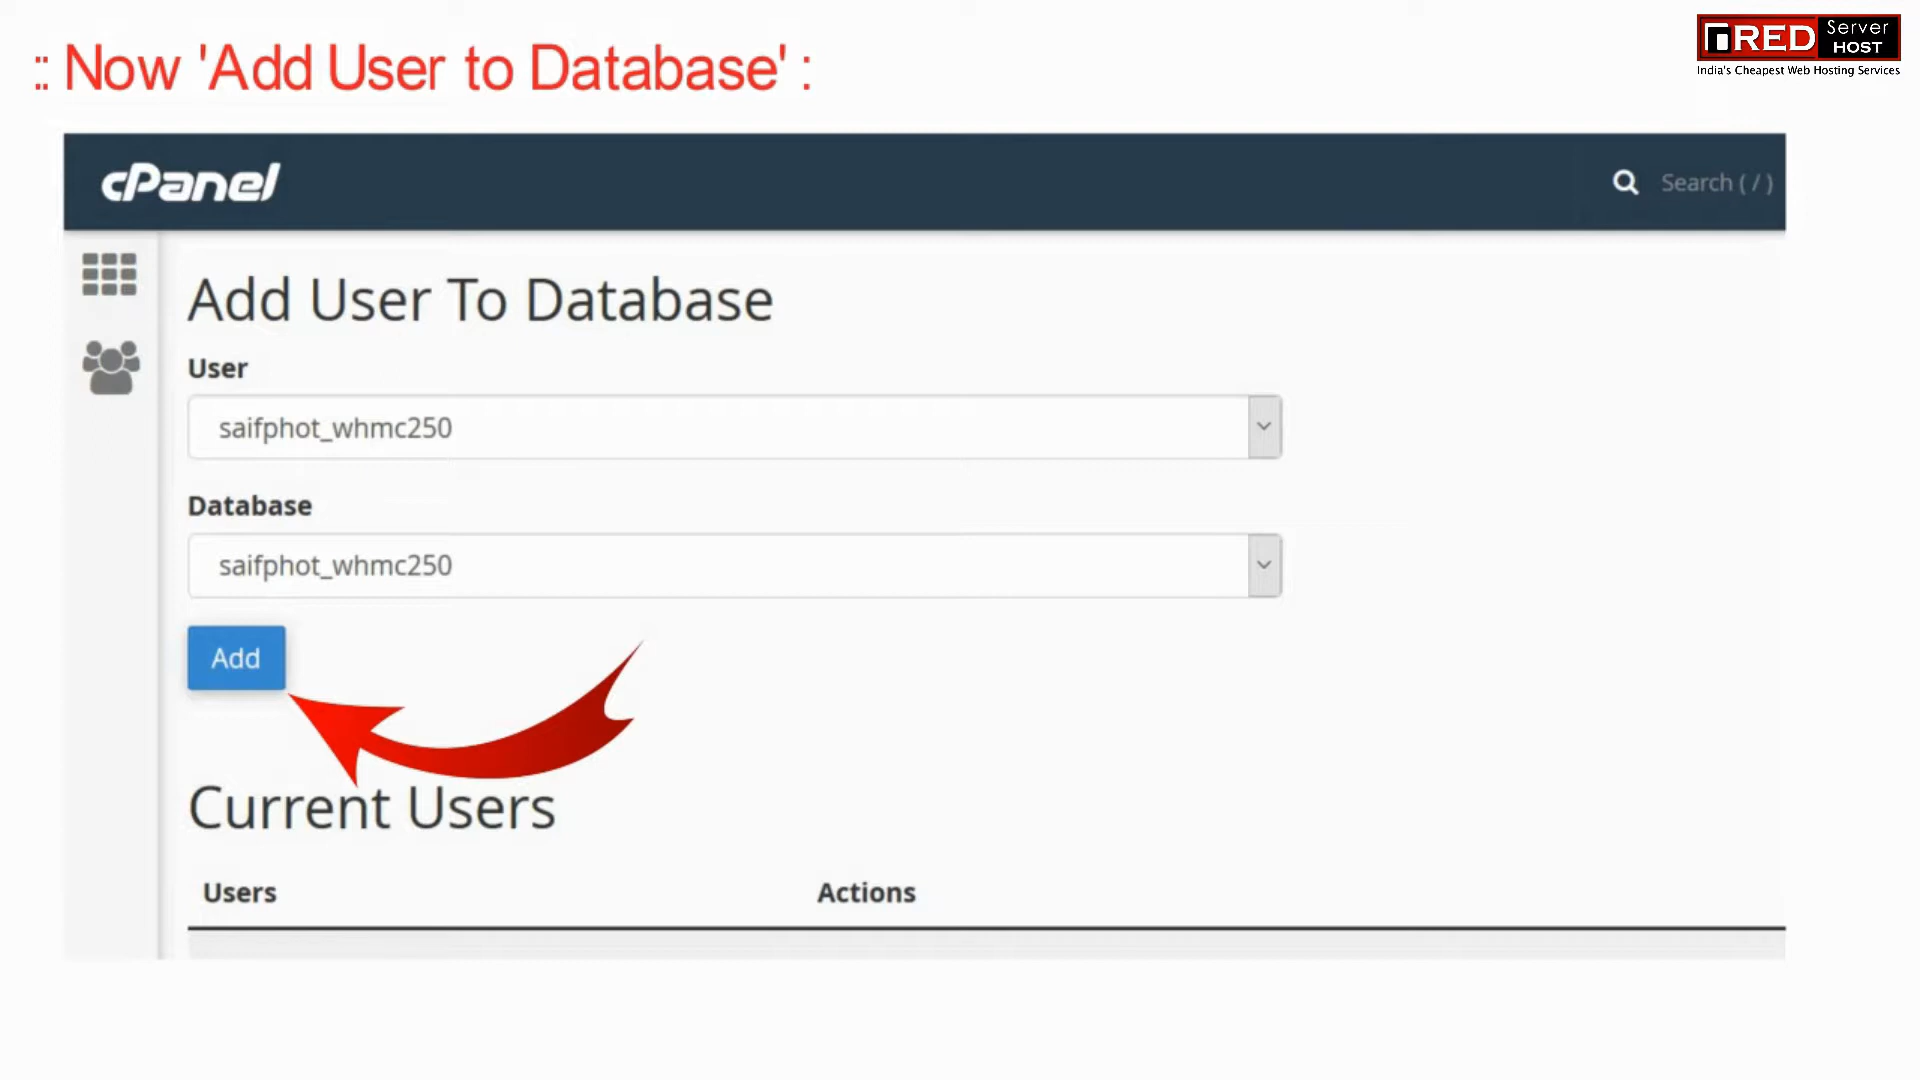 :: Now 'Add User to Database' :
RED Server HOST
India's Cheapest Web Hosting Services
cPanel
Search ( / )
Add User To Database
User
saifphot_whmc250
Database
saifphot_whmc250
Add
Current Users
Users Actions